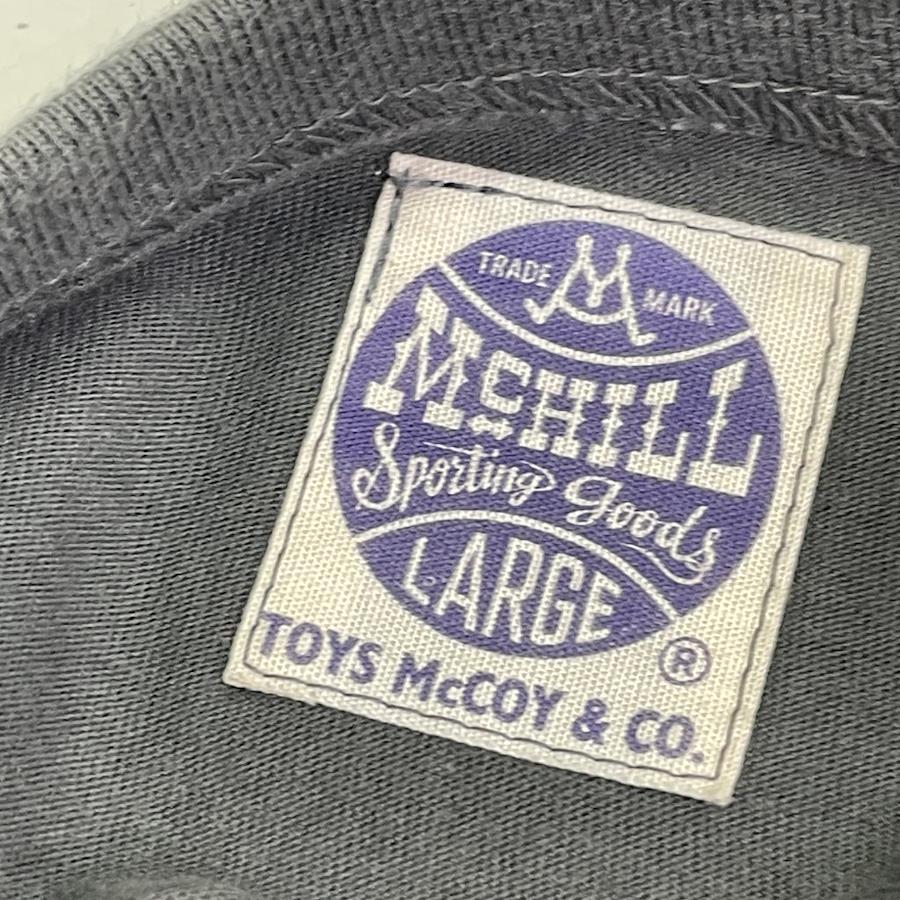 TRADE MARK
McHILL
Sporting Goods
LARGE
®
TOYS McCOY & CO.